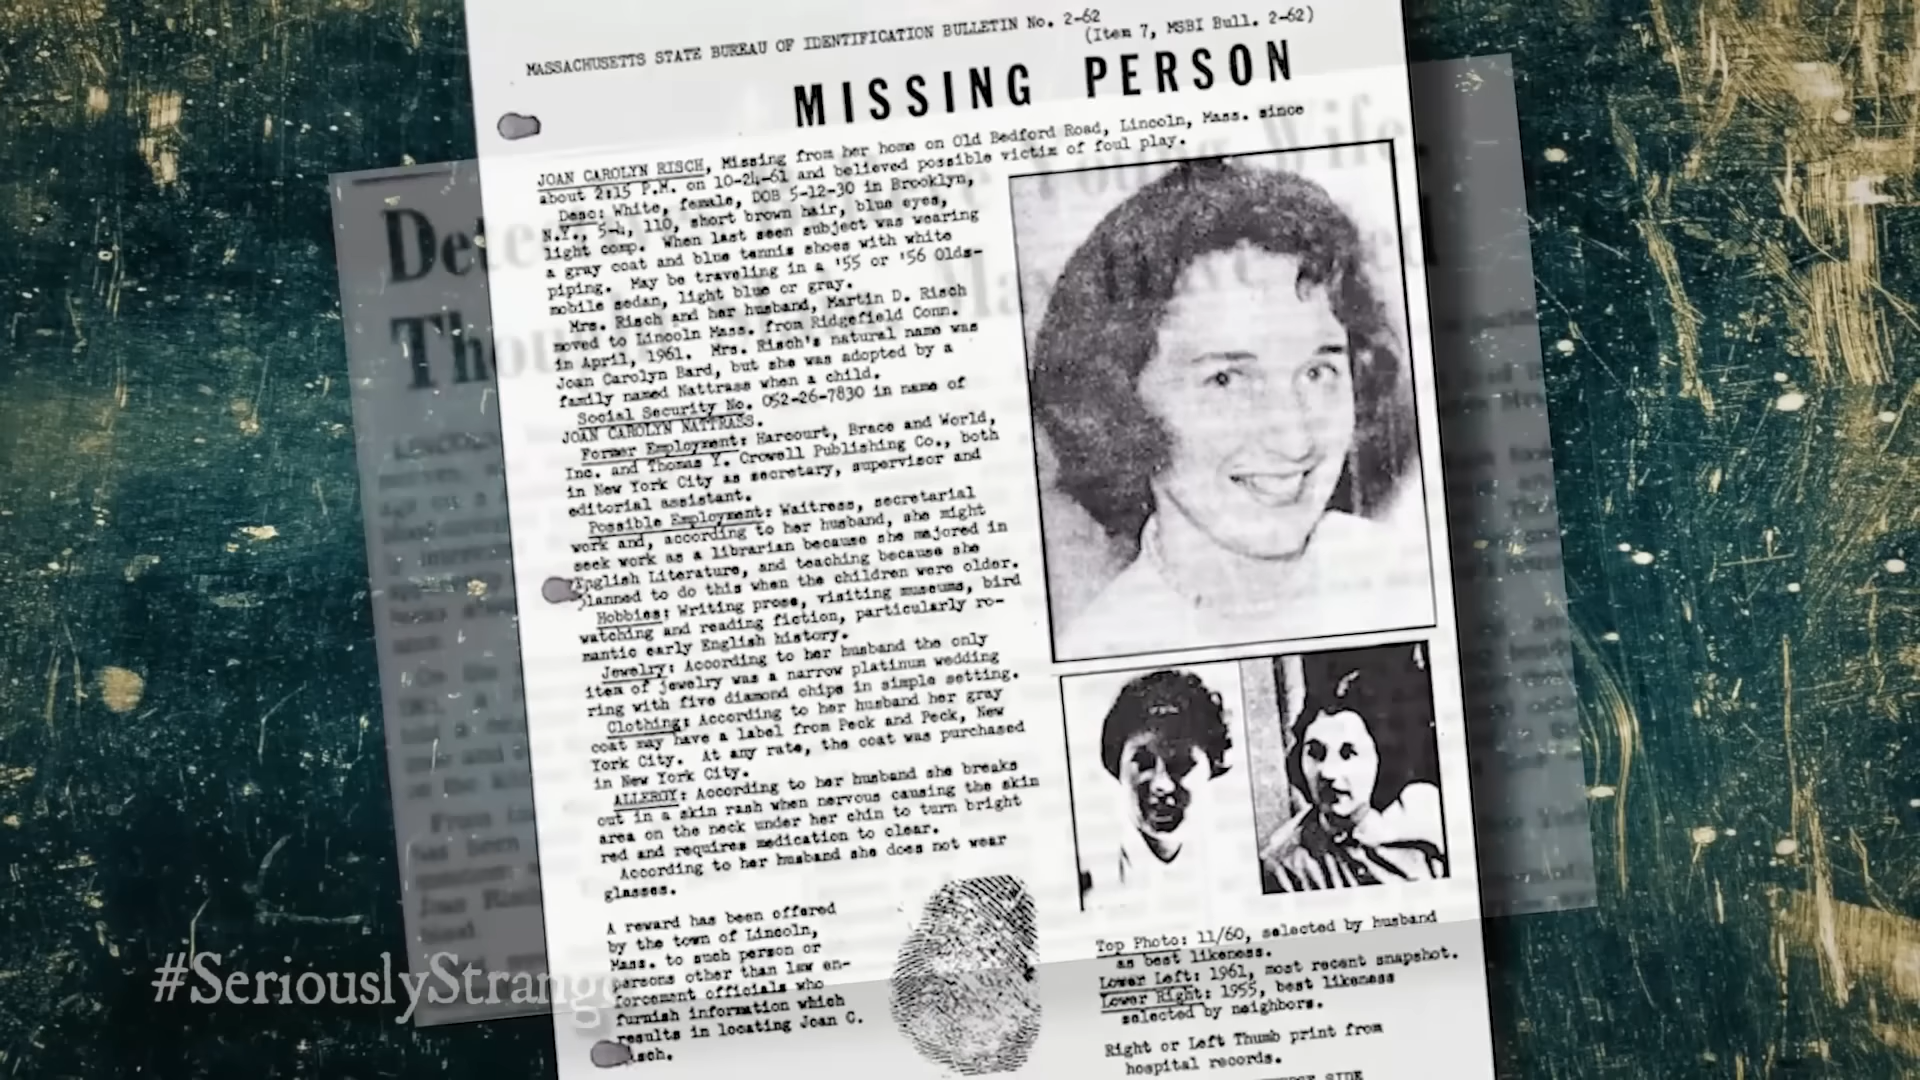 MASSACHUSETTS STATE BUREAU OF IDENTIFICATION BULLETIN No. 2-62
(Item 7, MSBI Bull. 2-62)
MISSING PERSON
JOAN CAROLYN RISCH, Missing from her home on Old Bedford Road, Lincoln, Mass. since
about 2:15 P.M. on 10-24-61 and believed possible victim of foul play.
Desc: White, female, DOB 5-12-30 in Brooklyn,
N.Y., 5-4, 110, short brown hair, blue eyes,
light comp. When last seen subject was wearing
a gray coat and blue tennis shoes with white
piping. May be traveling in a '55 or '56 Olds-
mobile sedan, light blue or gray.
Mrs. Risch and her husband, Martin D. Risch
moved to Lincoln Mass. from Ridgefield Conn.
in April, 1961. Mrs. Risch's natural name was
Joan Carolyn Bard, but she was adopted by a
family named Nattrass when a child.
Social Security No. 052-26-7830 in name of
JOAN CAROLYN NATTRASS.
Former Employment: Harcourt, Brace and World,
Inc. and Thomas Y. Crowell Publishing Co., both
in New York City as secretary, supervisor and
editorial assistant.
Possible Employment: Waitress, secretarial
work and, according to her husband, she might
seek work as a librarian because she majored in
English Literature, and teaching because she
planned to do this when the children were older.
Hobbies: Writing prose, visiting museums, bird
watching and reading fiction, particularly ro-
mantic early English history.
Jewelry: According to her husband the only
item of jewelry was a narrow platinum wedding
ring with five diamond chips in simple setting.
Clothing: According to her husband her gray
coat may have a label from Peck and Peck, New
York City. At any rate, the coat was purchased
in New York City.
ALLERGY: According to her husband she breaks
out in a skin rash when nervous causing the skin
area on the neck under her chin to turn bright
red and requires medication to clear.
According to her husband she does not wear
glasses.
A reward has been offered
by the town of Lincoln,
Mass. to such person or
persons other than law en-
forcement officials who
furnish information which
results in locating Joan C.
Risch.
Top Photo: 11/60, selected by husband
as best likeness.
Lower Left: 1961, most recent snapshot.
Lower Right: 1955, best likeness
selected by neighbors.
Right or Left Thumb print from
hospital records.
SIDE
#SeriouslyStrange